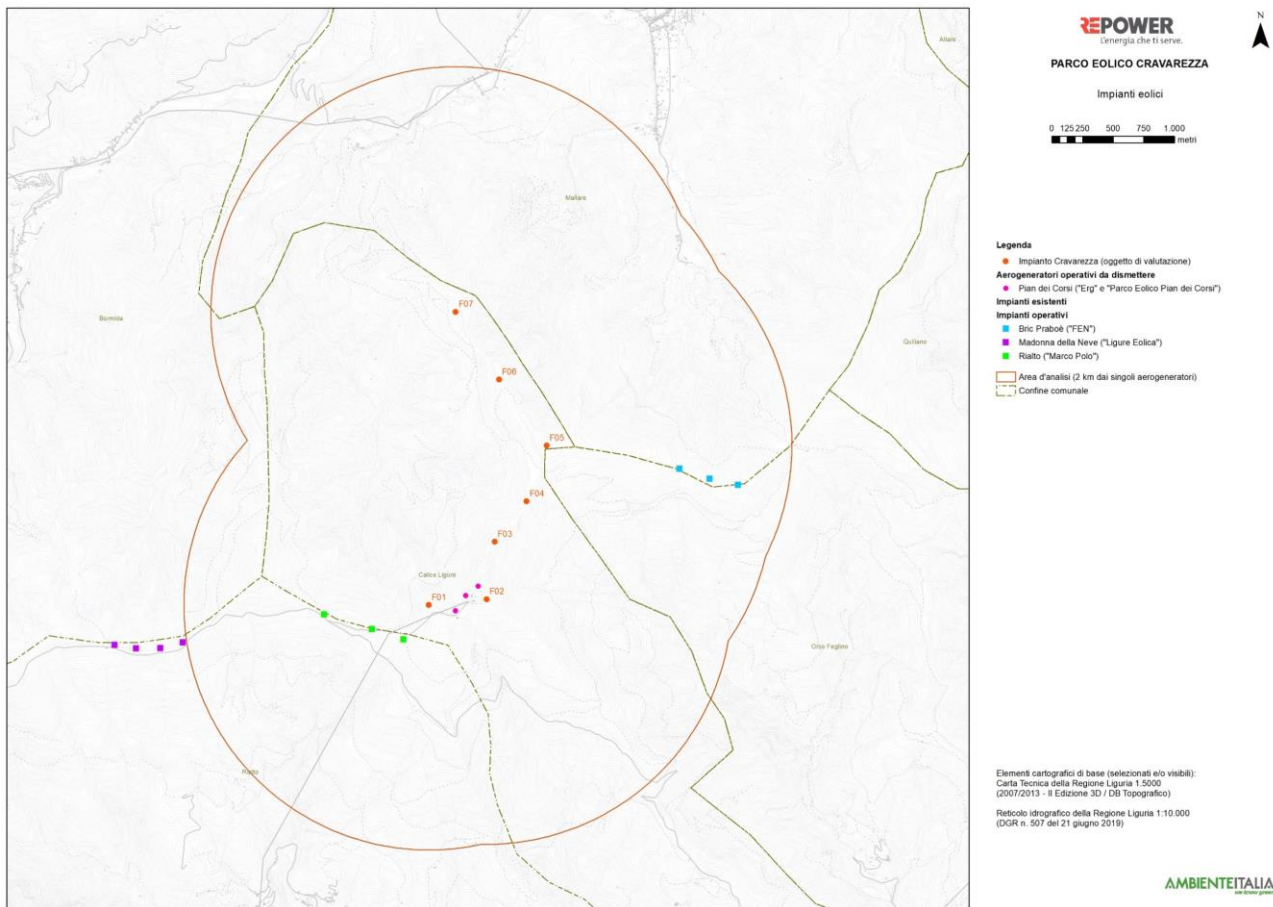 Altare
Mallare
Bormida
Quiliano
F07
F06
F05
F04
F03
Calice Ligure
F01
F02
Orco Feglino
Rialto
REPOWER
L'energia che ti serve.
N
PARCO EOLICO CRAVAREZZA
Impianti eolici
0 125 250 500 750 1.000
metri
Legenda
Impianto Cravarezza (oggetto di valutazione)
Aerogeneratori operativi da dismettere
Pian dei Corsi ("Erg" e "Parco Eolico Pian dei Corsi")
Impianti esistenti
Impianti operativi
Bric Praboè ("FEN")
Madonna della Neve ("Ligure Eolica")
Rialto ("Marco Polo")
Area d'analisi (2 km dai singoli aerogeneratori)
Confine comunale
Elementi cartografici di base (selezionati e/o visibili):
Carta Tecnica della Regione Liguria 1:5000
(2007/2013 - II Edizione 3D / DB Topografico)
Reticolo idrografico della Regione Liguria 1:10.000
(DGR n. 507 del 21 giugno 2019)
AMBIENTEITALIA
we know green